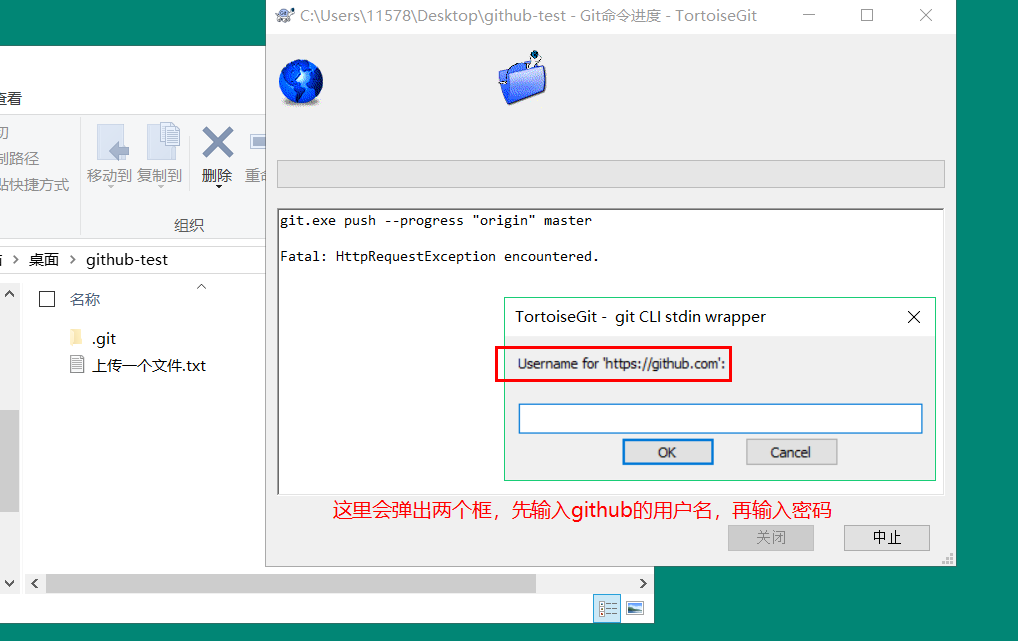 C:\Users\11578\Desktop\github-test - Git命令进度 - TortoiseGit
查看
切
制路径
贴快捷方式
移动到
复制到
删除
重命
组织
桌面 > github-test
名称
.git
上传一个文件.txt
git.exe push --progress "origin" master
Fatal: HttpRequestException encountered.
TortoiseGit - git CLI stdin wrapper
Username for 'https://github.com':
OK
Cancel
这里会弹出两个框，先输入github的用户名，再输入密码
关闭
中止